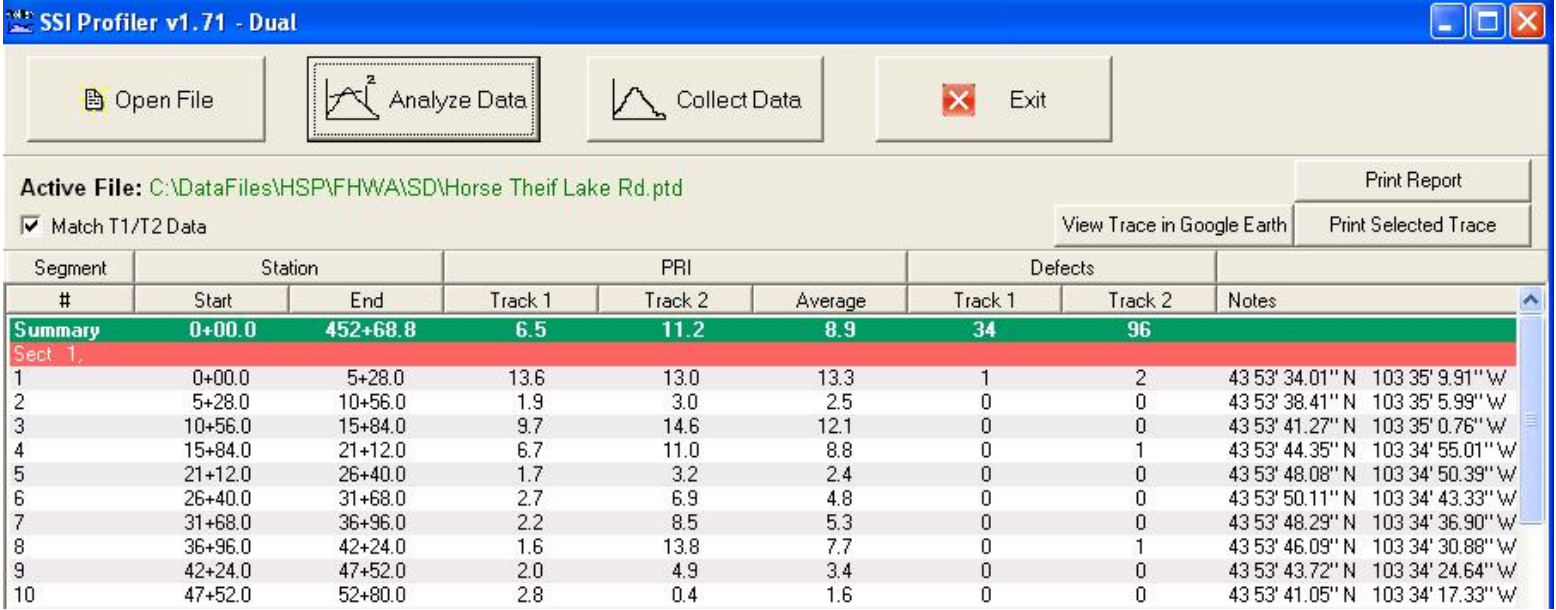 SSI Profiler v1.71 - Dual
Open File Analyze Data Collect Data Exit
Active File: C:\DataFiles\HSP\FHWA\SD\Horse Theif Lake Rd.ptd
Print Report
Match T1/T2 Data
View Trace in Google Earth Print Selected Trace
Segment Station PRI Defects
# Start End Track 1 Track 2 Average Track 1 Track 2 Notes
Summary 0+00.0 452+68.8 6.5 11.2 8.9 34 96
Sect 1,
1 0+00.0 5+28.0 13.6 13.0 13.3 1 2 43 53' 34.01" N 103 35' 9.91" W
2 5+28.0 10+56.0 1.9 3.0 2.5 0 0 43 53' 38.41" N 103 35' 5.99" W
3 10+56.0 15+84.0 9.7 14.6 12.1 0 0 43 53' 41.27" N 103 35' 0.76" W
4 15+84.0 21+12.0 6.7 11.0 8.8 0 1 43 53' 44.35" N 103 34' 55.01" W
5 21+12.0 26+40.0 1.7 3.2 2.4 0 0 43 53' 48.08" N 103 34' 50.39" W
6 26+40.0 31+68.0 2.7 6.9 4.8 0 0 43 53' 50.11" N 103 34' 43.33" W
7 31+68.0 36+96.0 2.2 8.5 5.3 0 0 43 53' 48.29" N 103 34' 36.90" W
8 36+96.0 42+24.0 1.6 13.8 7.7 0 1 43 53' 46.09" N 103 34' 30.88" W
9 42+24.0 47+52.0 2.0 4.9 3.4 0 0 43 53' 43.72" N 103 34' 24.64" W
10 47+52.0 52+80.0 2.8 0.4 1.6 0 0 43 53' 41.05" N 103 34' 17.33" W